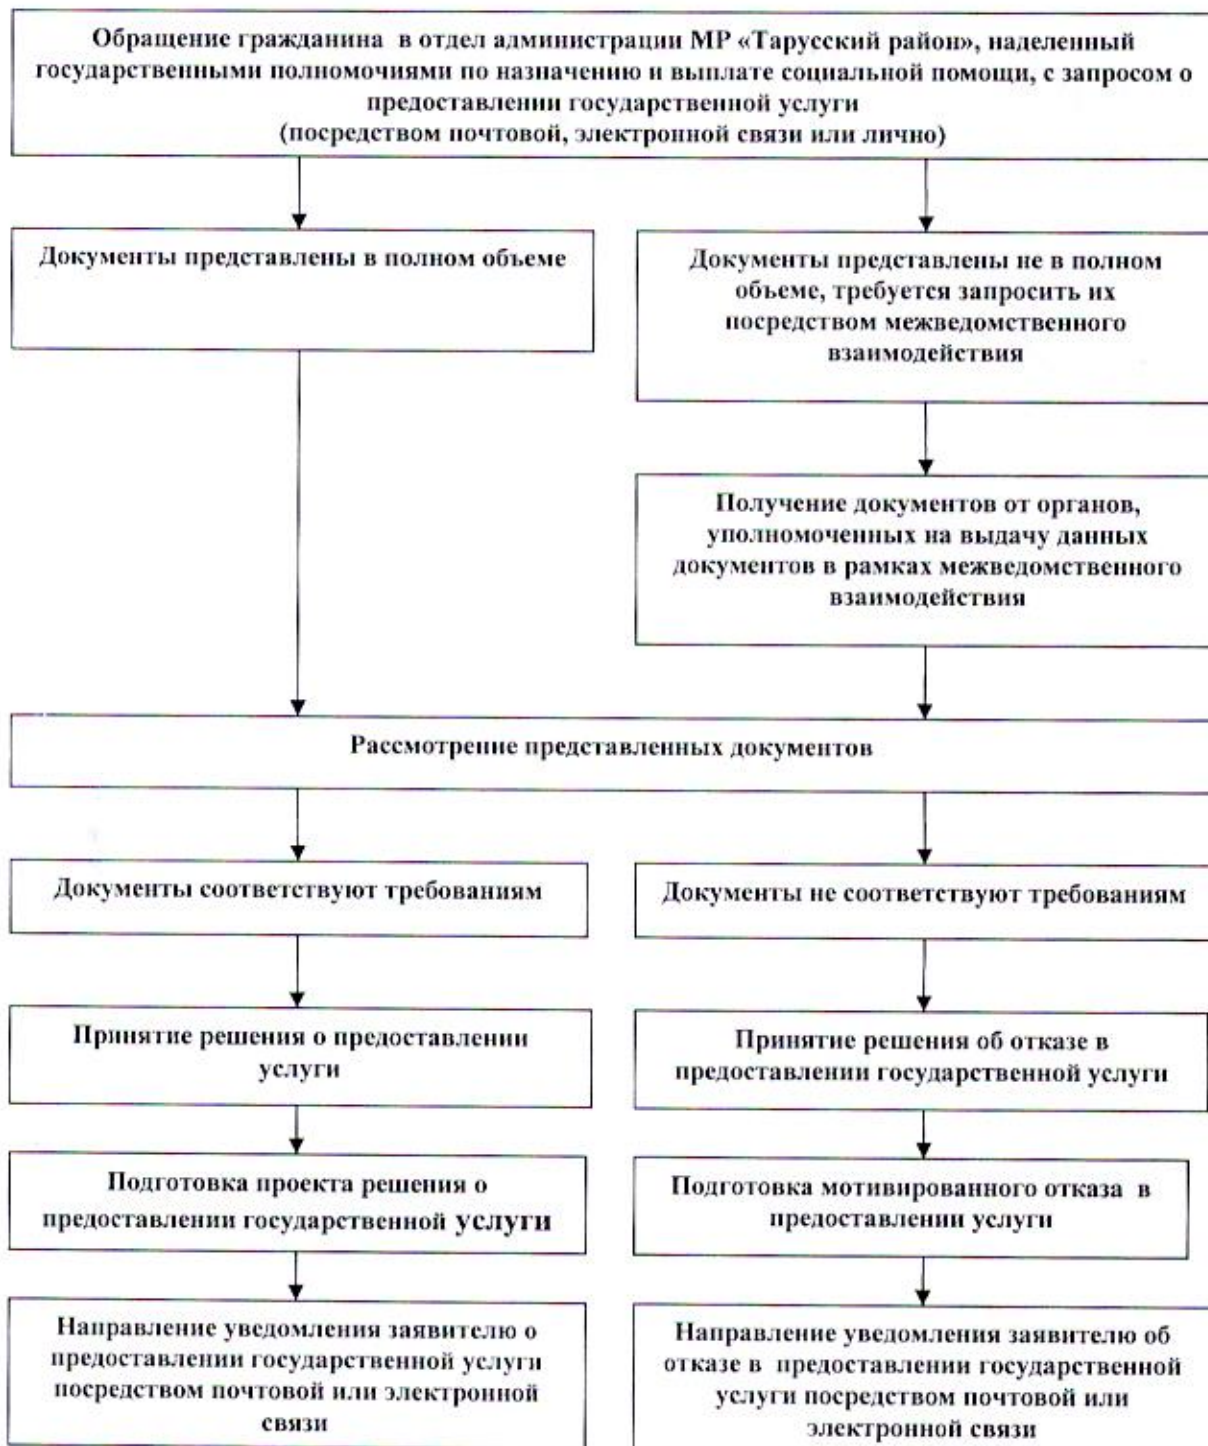 Обращение гражданина в отдел администрации МР «Тарусский район», наделенный
государственными полномочиями по назначению и выплате социальной помощи, с запросом о
предоставлении государственной услуги
(посредством почтовой, электронной связи или лично)
Документы представлены в полном объеме
Документы представлены не в полном
объеме, требуется запросить их
посредством межведомственного
взаимодействия
Получение документов от органов,
уполномоченных на выдачу данных
документов в рамках межведомственного
взаимодействия
Рассмотрение представленных документов
Документы соответствуют требованиям
Документы не соответствуют требованиям
Принятие решения о предоставлении
услуги
Принятие решения об отказе в
предоставлении государственной услуги
Подготовка проекта решения о
предоставлении государственной услуги
Подготовка мотивированного отказа в
предоставлении услуги
Направление уведомления заявителю о
предоставлении государственной услуги
посредством почтовой или электронной
связи
Направление уведомления заявителю об
отказе в предоставлении государственной
услуги посредством почтовой или
электронной связи